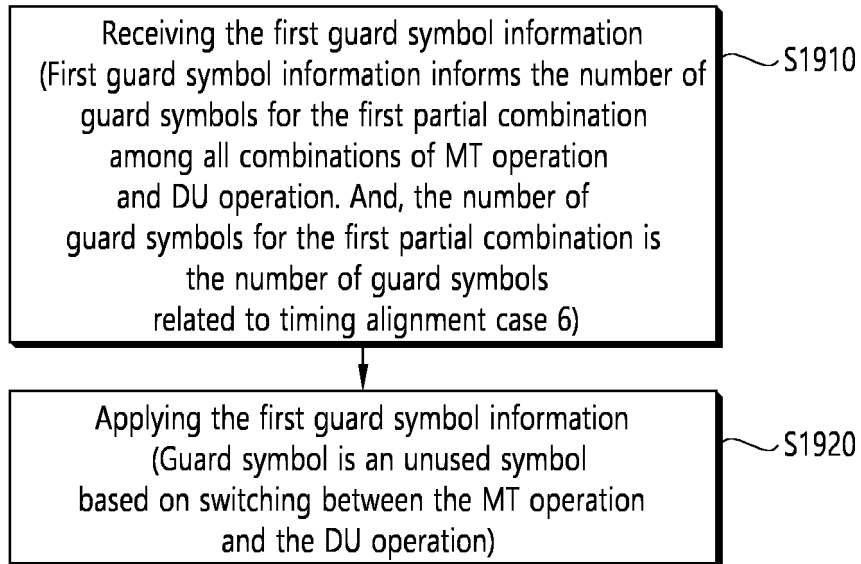 Receiving the first guard symbol information
(First guard symbol information informs the number of
guard symbols for the first partial combination
among all combinations of MT operation
and DU operation. And, the number of
guard symbols for the first partial combination is
the number of guard symbols
related to timing alignment case 6)
S1910
Applying the first guard symbol information
(Guard symbol is an unused symbol
based on switching between the MT operation
and the DU operation)
S1920